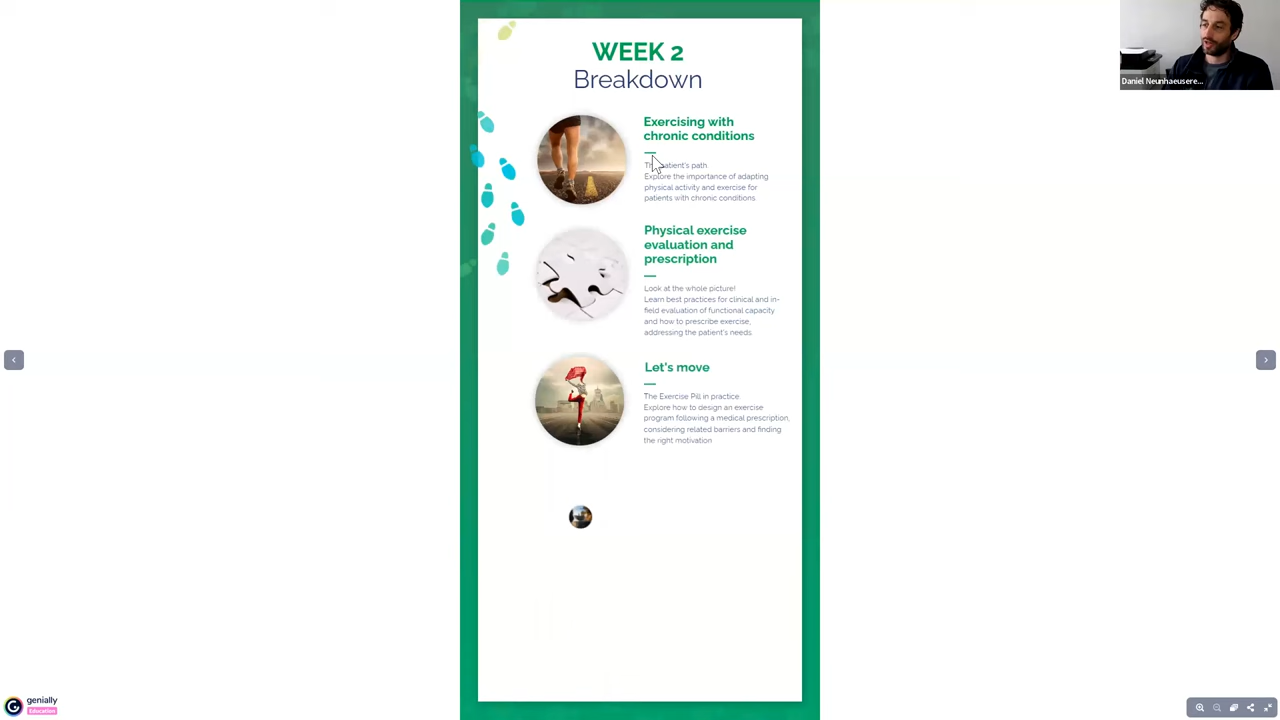 WEEK 2
Breakdown
Exercising with
chronic conditions
patient's path
Explore the importance of adapting
physical activity and exercise for
patients with chronic conditions
Physical exercise
evaluation and
prescription
Look at the whole picture!
Learn best practices for clinical and in-
field evaluation of functional capacity
and how to prescribe exercise,
addressing the patient's needs
Let's move
The Exercise Pill in practice
Explore how to design an exercise
program following a medical prescription,
considering related barriers and finding
the right motivation
Daniel Neunhaeusere...
genially
Education